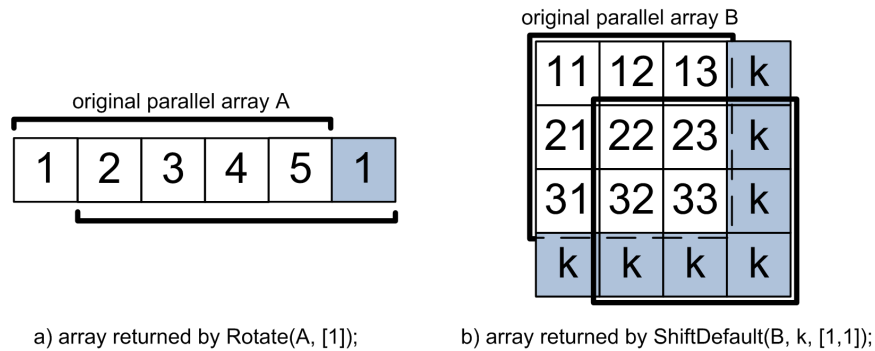 original parallel array A
1 2 3 4 5 1
a) array returned by Rotate(A, [1]);
original parallel array B
11 12 13 k
21 22 23 k
31 32 33 k
k k k k
b) array returned by ShiftDefault(B, k, [1,1]);